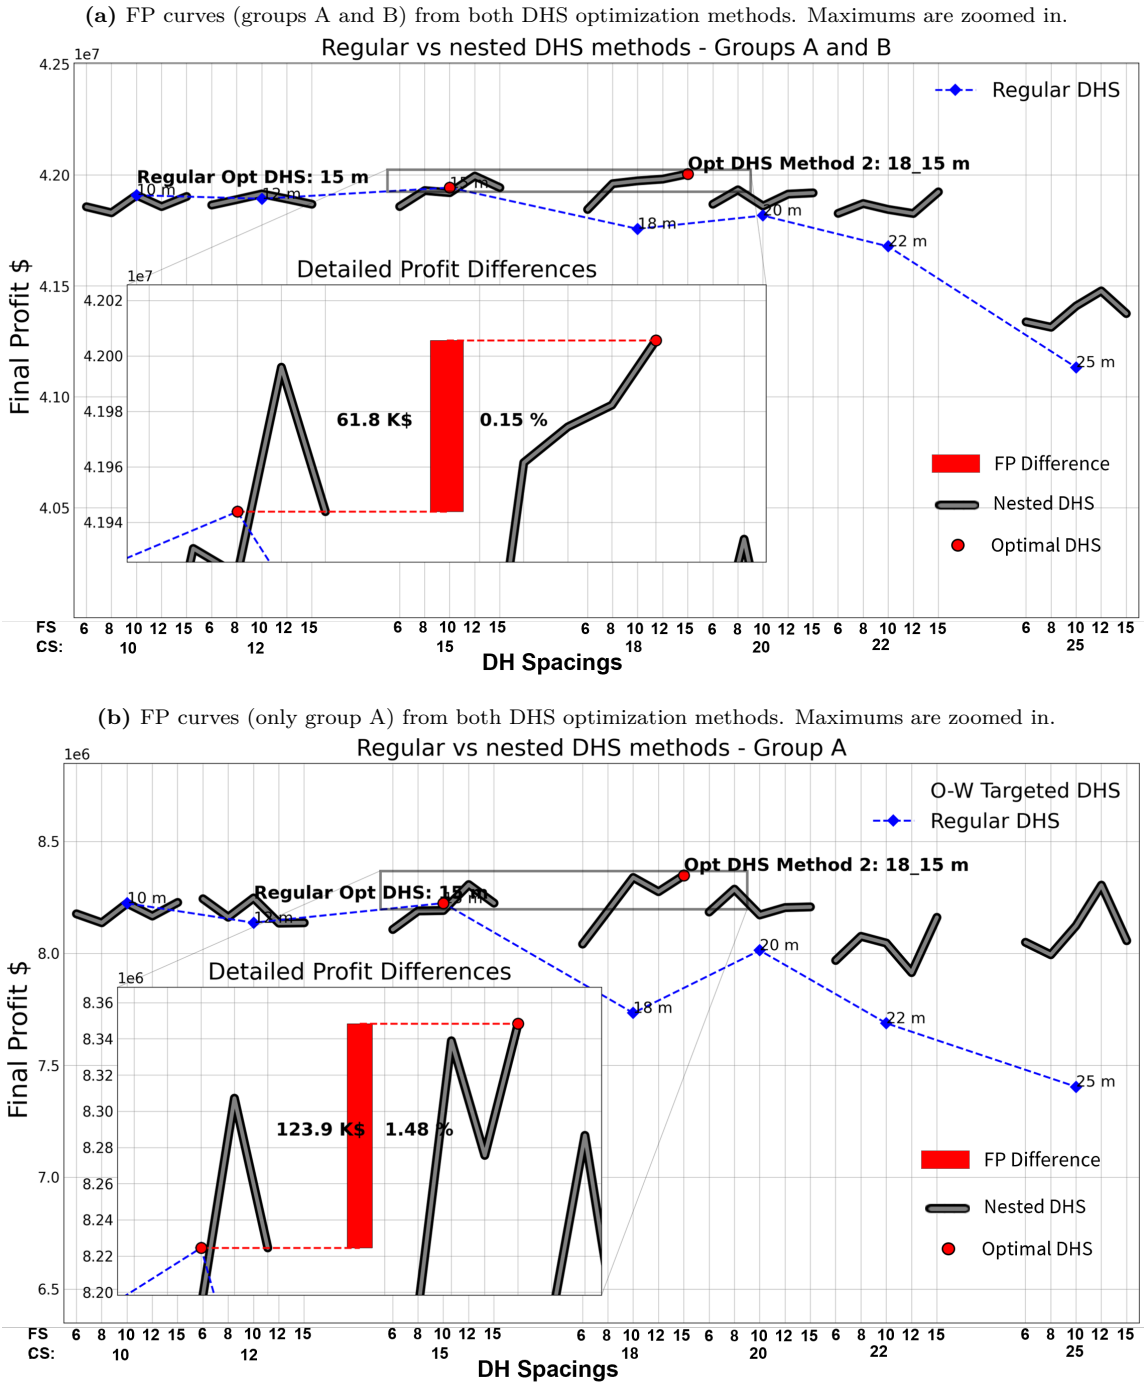 (a) FP curves (groups A and B) from both DHS optimization methods. Maximums are zoomed in.
Regular vs nested DHS methods - Groups A and B
1e7
4.25
Regular DHS
4.20
Regular Opt DHS: 15 m
Opt DHS Method 2: 18_15 m
10 m
12 m
15 m
18 m
20 m
22 m
25 m
4.15
4.10
4.05
Final Profit $
Detailed Profit Differences
1e7
4.202
4.200
4.198
4.196
4.194
61.8 K$
0.15 %
FP Difference
Nested DHS
Optimal DHS
FS 6 8 10 12 15 6 8 10 12 15 6 8 10 12 15 6 8 10 12 15 6 8 10 12 15 6 8 10 12 15 6 8 10 12 15
CS: 10 12 15 18 20 22 25
DH Spacings
(b) FP curves (only group A) from both DHS optimization methods. Maximums are zoomed in.
Regular vs nested DHS methods - Group A
1e6
O-W Targeted DHS
Regular DHS
8.5
8.0
7.5
7.0
6.5
Final Profit $
Regular Opt DHS: 15 m
Opt DHS Method 2: 18_15 m
10 m
12 m
15 m
18 m
20 m
22 m
25 m
Detailed Profit Differences
1e6
8.36
8.34
8.32
8.30
8.28
8.26
8.24
8.22
8.20
123.9 K$
1.48 %
FP Difference
Nested DHS
Optimal DHS
FS 6 8 10 12 15 6 8 10 12 15 6 8 10 12 15 6 8 10 12 15 6 8 10 12 15 6 8 10 12 15 6 8 10 12 15
CS: 10 12 15 18 20 22 25
DH Spacings